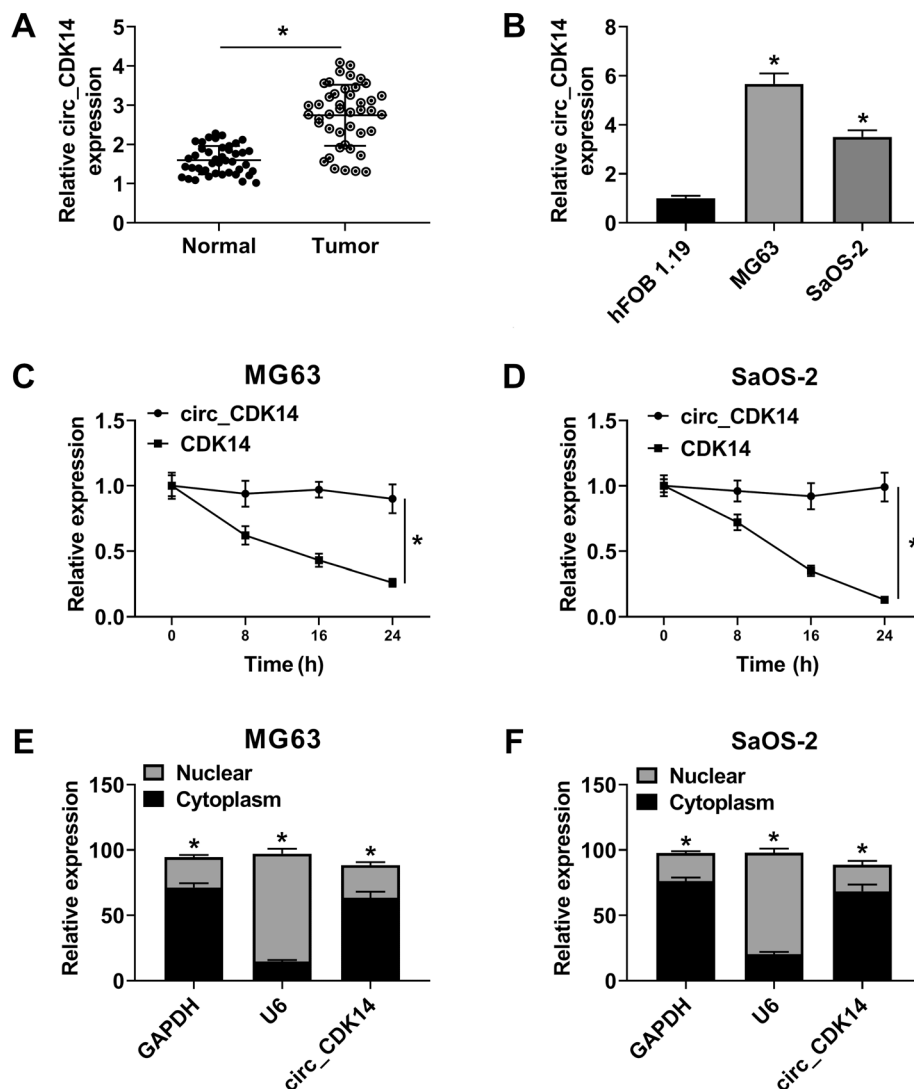 A
Relative circ_CDK14
expression
5
4
3
2
1
0
*
Normal
Tumor
B
Relative circ_CDK14
expression
8
6
4
2
0
*
*
hFOB 1.19
MG63
SaOS-2
C
MG63
circ_CDK14
CDK14
Relative expression
1.5
1.0
0.5
0.0
*
0
8
16
24
Time (h)
D
SaOS-2
circ_CDK14
CDK14
Relative expression
1.5
1.0
0.5
0.0
*
0
8
16
24
Time (h)
E
MG63
Nuclear
Cytoplasm
Relative expression
150
100
50
0
*
*
*
GAPDH
U6
circ_CDK14
F
SaOS-2
Nuclear
Cytoplasm
Relative expression
150
100
50
0
*
*
*
GAPDH
U6
circ_CDK14